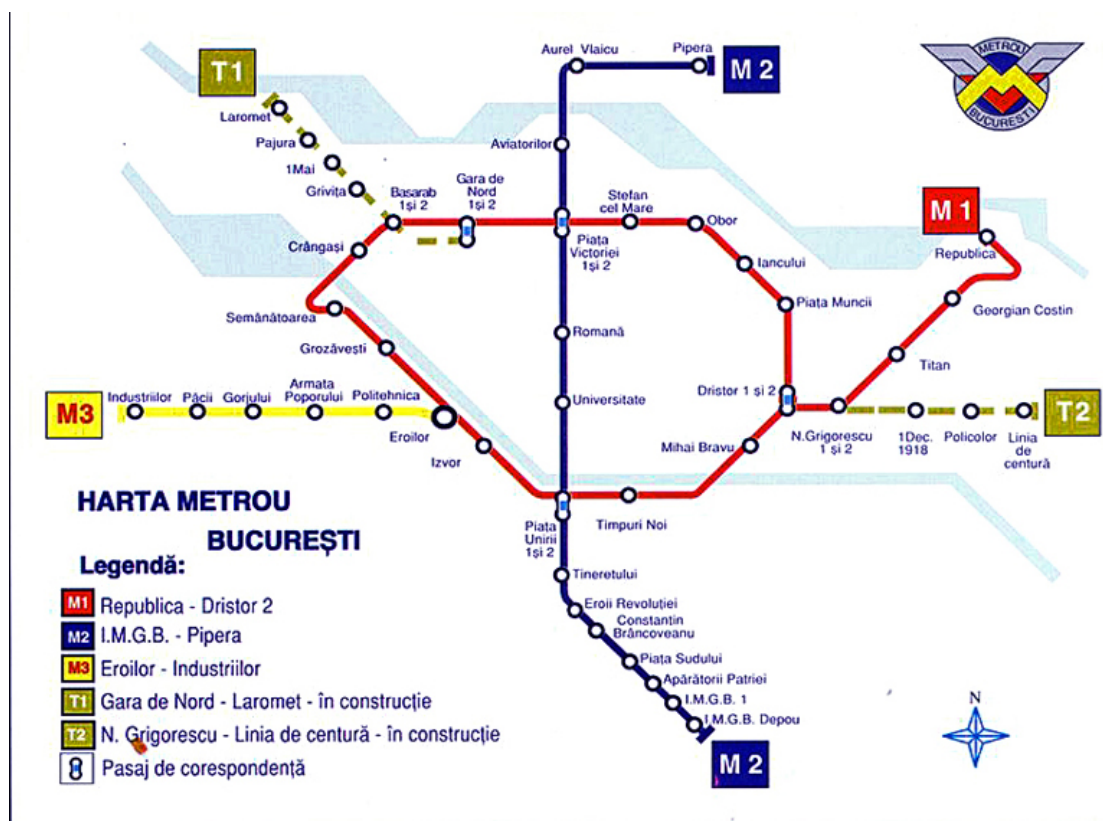 T1
Laromet
Pajura
1Mai
Grivița
Basarab
1și 2
Gara de
Nord
1și 2
Aurel Vlaicu
Pipera
M 2
METROU
BUCUREȘTI
Aviatorilor
Ștefan
cel Mare
Obor
M 1
Republica
Crângași
Piața
Victoriei
1și 2
Iancului
Piața Muncii
Georgian Costin
Semănătoarea
Grozăvești
Romană
Titan
M3
Industriilor
Păcii
Gorjului
Armata
Poporului
Politehnica
Eroilor
Izvor
Universitate
Dristor 1 și 2
Mihai Bravu
N.Grigorescu
1 și 2
1Dec.
1918
Policolor
Linia
de
centură
T2
Piața
Unirii
1și 2
Timpuri Noi
Tineretului
Eroii Revoluției
Constantin
Brâncoveanu
Piața Sudului
Apărătorii Patriei
I.M.G.B. 1
I.M.G.B. Depou
M 2
N
HARTA METROU
BUCUREȘTI
Legendă:
M1 Republica - Dristor 2
M2 I.M.G.B. - Pipera
M3 Eroilor - Industriilor
T1 Gara de Nord - Laromet - în construcție
T2 N. Grigorescu - Linia de centură - în construcție
Pasaj de corespondență